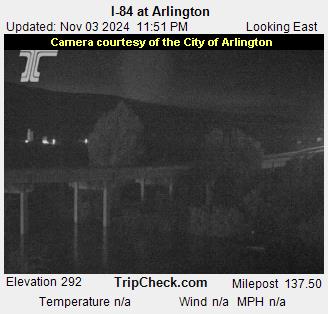 I-84 at Arlington
Updated: Nov 03 2024 11:51 PM Looking East
Camera courtesy of the City of Arlington
Elevation 292 TripCheck.com Milepost 137.50
Temperature n/a Wind n/a MPH n/a